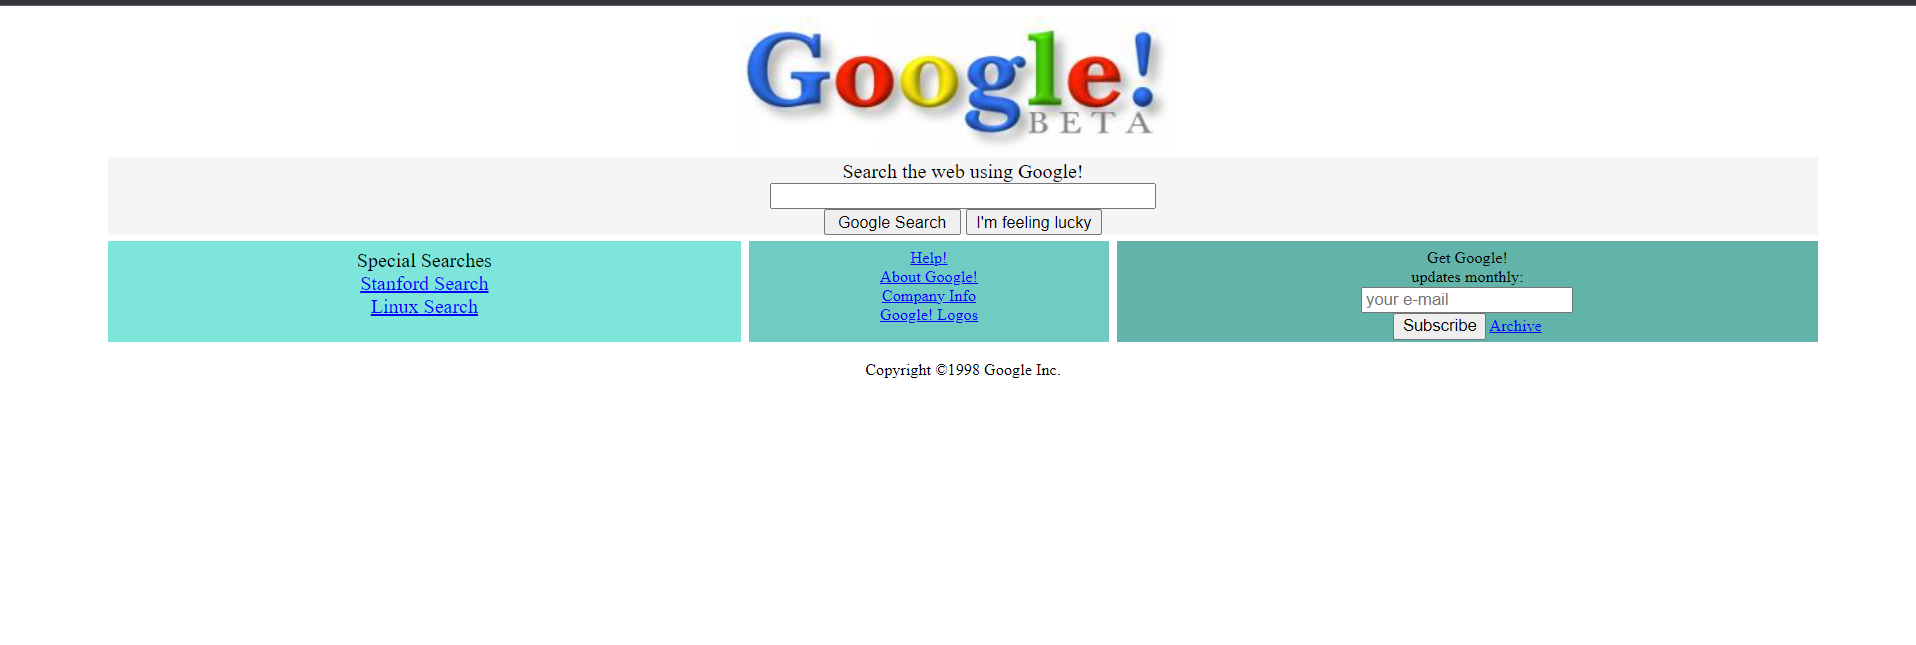 Google!
BETA
Search the web using Google!
Google Search I'm feeling lucky
Special Searches
Stanford Search
Linux Search
Help!
About Google!
Company Info
Google! Logos
Get Google!
updates monthly:
your e-mail
Subscribe Archive
Copyright ©1998 Google Inc.